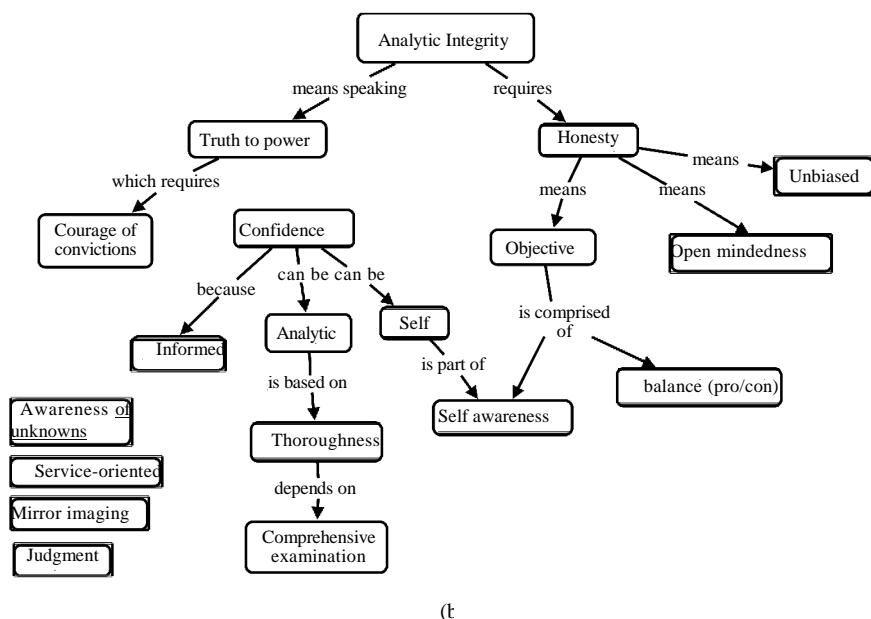 Analytic Integrity
means speaking
requires
Truth to power
Honesty
means
Unbiased
which requires
means
means
Courage of
convictions
Confidence
Objective
Open mindedness
because
can be can be
Informed
Analytic
Self
is comprised
of
is based on
is part of
balance (pro/con)
Awareness of
unknowns
Thoroughness
Self awareness
Service-oriented
depends on
Mirror imaging
Comprehensive
examination
Judgment
(b